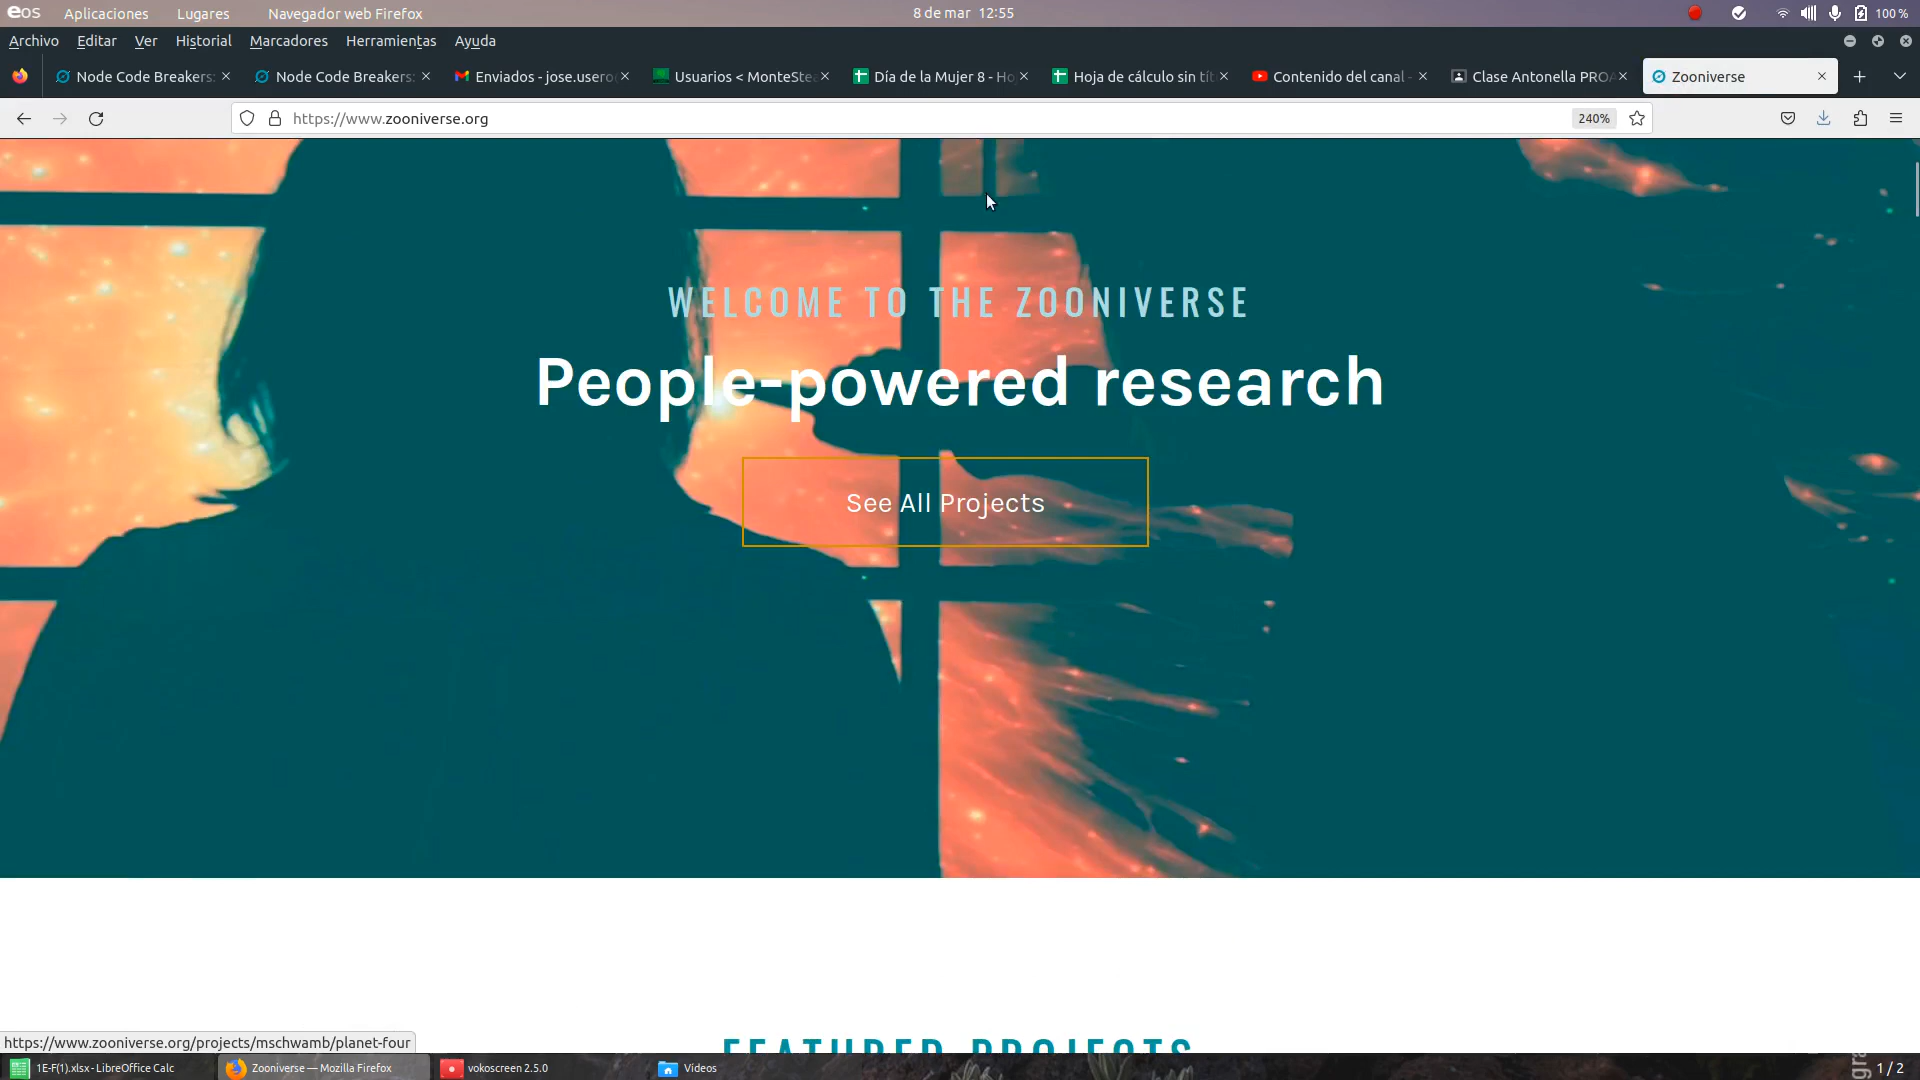 eos Aplicaciones Lugares Navegador web Firefox 8 de mar 12:55 100 %
Archivo Editar Ver Historial Marcadores Herramientas Ayuda
Node Code Breakers: Node Code Breakers: Enviados - jose.usero Usuarios < MonteSte Día de la Mujer 8 - Ho Hoja de cálculo sin tít Contenido del canal - Clase Antonella PROA Zooniverse
https://www.zooniverse.org 240%
WELCOME TO THE ZOONIVERSE
People-powered research
See All Projects
FEATURED PROJECTS
https://www.zooniverse.org/projects/mschwamb/planet-four
1E-F(1).xlsx - LibreOffice Calc Zooniverse — Mozilla Firefox vokoscreen 2.5.0 Vídeos 1 / 2